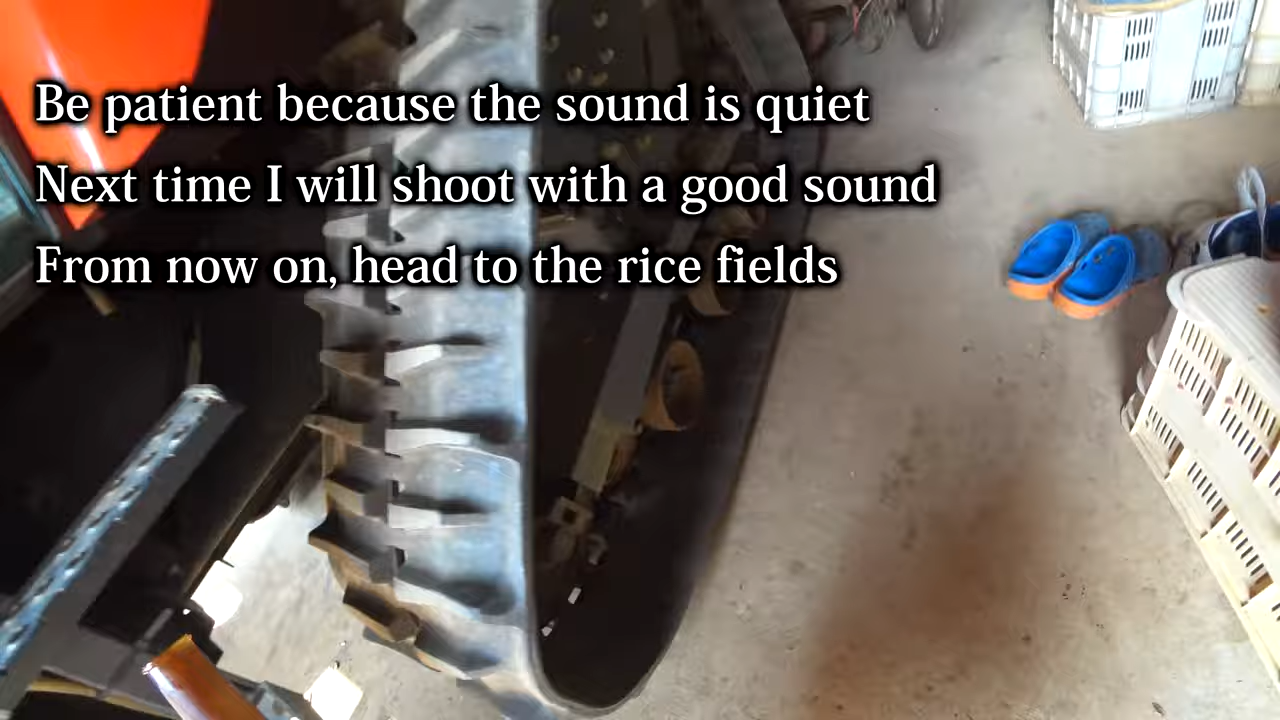 Be patient because the sound is quiet
Next time I will shoot with a good sound
From now on, head to the rice fields